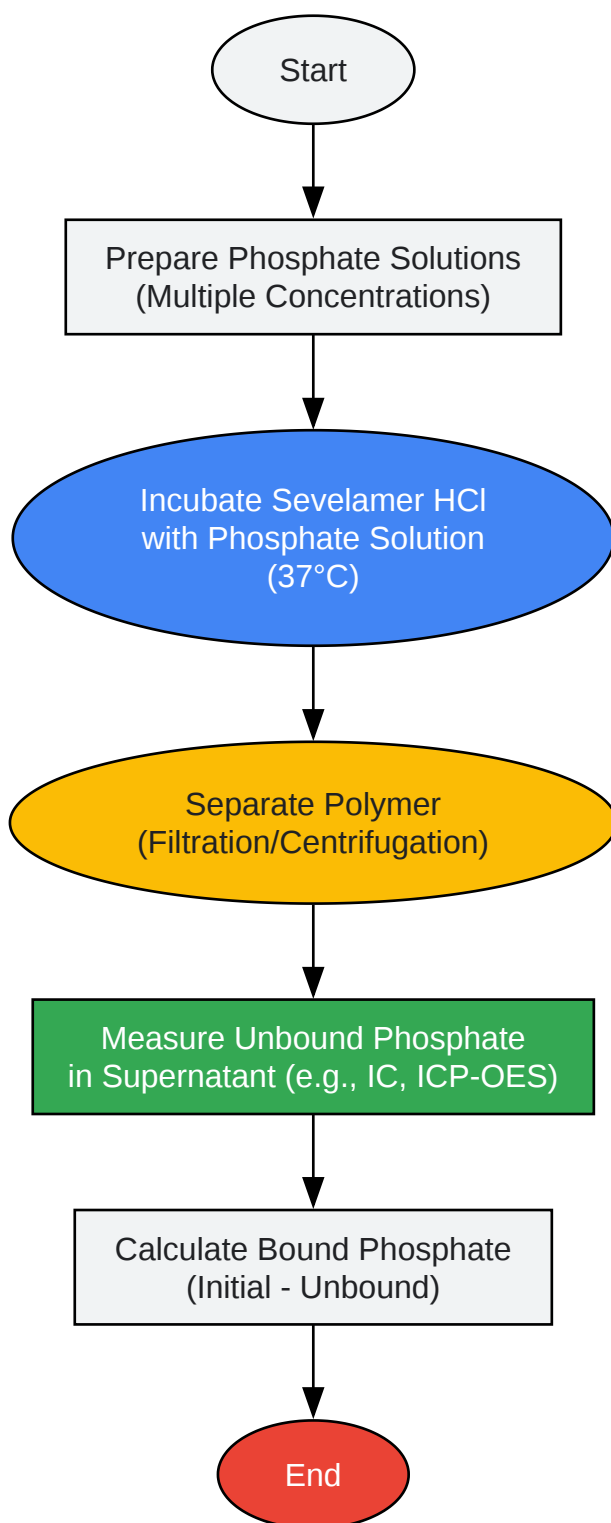 Start
Prepare Phosphate Solutions
(Multiple Concentrations)
Incubate Sevelamer HCl
with Phosphate Solution
(37°C)
Separate Polymer
(Filtration/Centrifugation)
Measure Unbound Phosphate
in Supernatant (e.g., IC, ICP-OES)
Calculate Bound Phosphate
(Initial - Unbound)
End